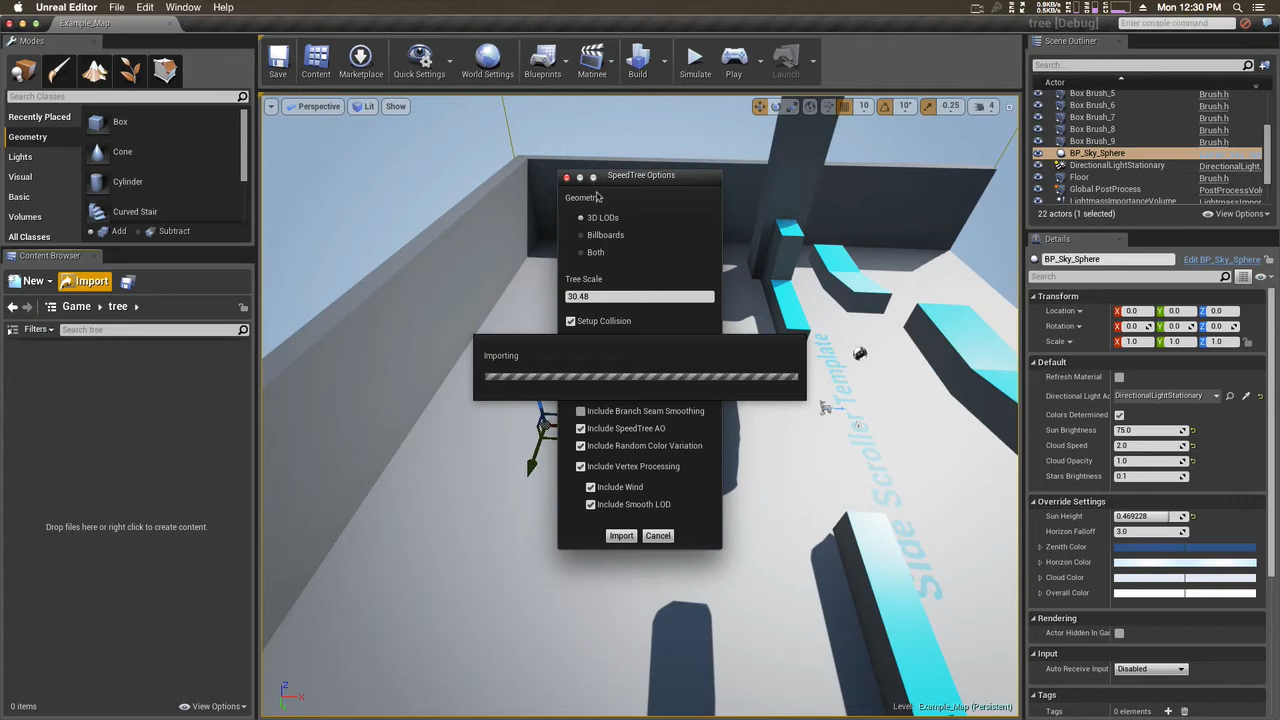 Unreal Editor File Edit Window Help
0.9KB/s
0.5KB/s
Mon 12:30 PM
Example_Map
tree [Debug]
Enter console command
Modes
Search Classes
Recently Placed
Geometry
Lights
Visual
Basic
Volumes
All Classes
Box
Cone
Cylinder
Curved Stair
Add
Subtract
Content Browser
New
Import
Game
tree
Filters
Search tree
Drop files here or right click to create content.
0 items
View Options
Save
Content
Marketplace
Quick Settings
World Settings
Blueprints
Matinee
Build
Simulate
Play
Launch
Perspective
Lit
Show
10
10°
0.25
4
SpeedTree Options
Geometry
3D LODs
Billboards
Both
Tree Scale
30.48
Setup Collision
Importing
Include Branch Seam Smoothing
Include SpeedTree AO
Include Random Color Variation
Include Vertex Processing
Include Wind
Include Smooth LOD
Import
Cancel
Side Scroller Template
Z
X
Y
Level: Example_Map (Persistent)
Scene Outliner
Search...
Actor
Box Brush_5 Brush.h
Box Brush_6 Brush.h
Box Brush_7 Brush.h
Box Brush_8 Brush.h
Box Brush_9 Brush.h
BP_Sky_Sphere
DirectionalLightStationary DirectionalLight.
Floor Brush.h
Global PostProcess PostProcessVolu
LightmassImportanceVolume
22 actors (1 selected)
View Options
Details
BP_Sky_Sphere
Edit BP_Sky_Sphere
Search
Transform
Location X 0.0 Y 0.0 Z 0.0
Rotation X 0.0 Y 0.0 Z 0.0
Scale X 1.0 Y 1.0 Z 1.0
Default
Refresh Material
Directional Light Ac DirectionalLightStationary
Colors Determined
Sun Brightness 75.0
Cloud Speed 2.0
Cloud Opacity 1.0
Stars Brightness 0.1
Override Settings
Sun Height 0.469228
Horizon Falloff 3.0
Zenith Color
Horizon Color
Cloud Color
Overall Color
Rendering
Actor Hidden In Gar
Input
Auto Receive Input Disabled
Tags
Tags 0 elements